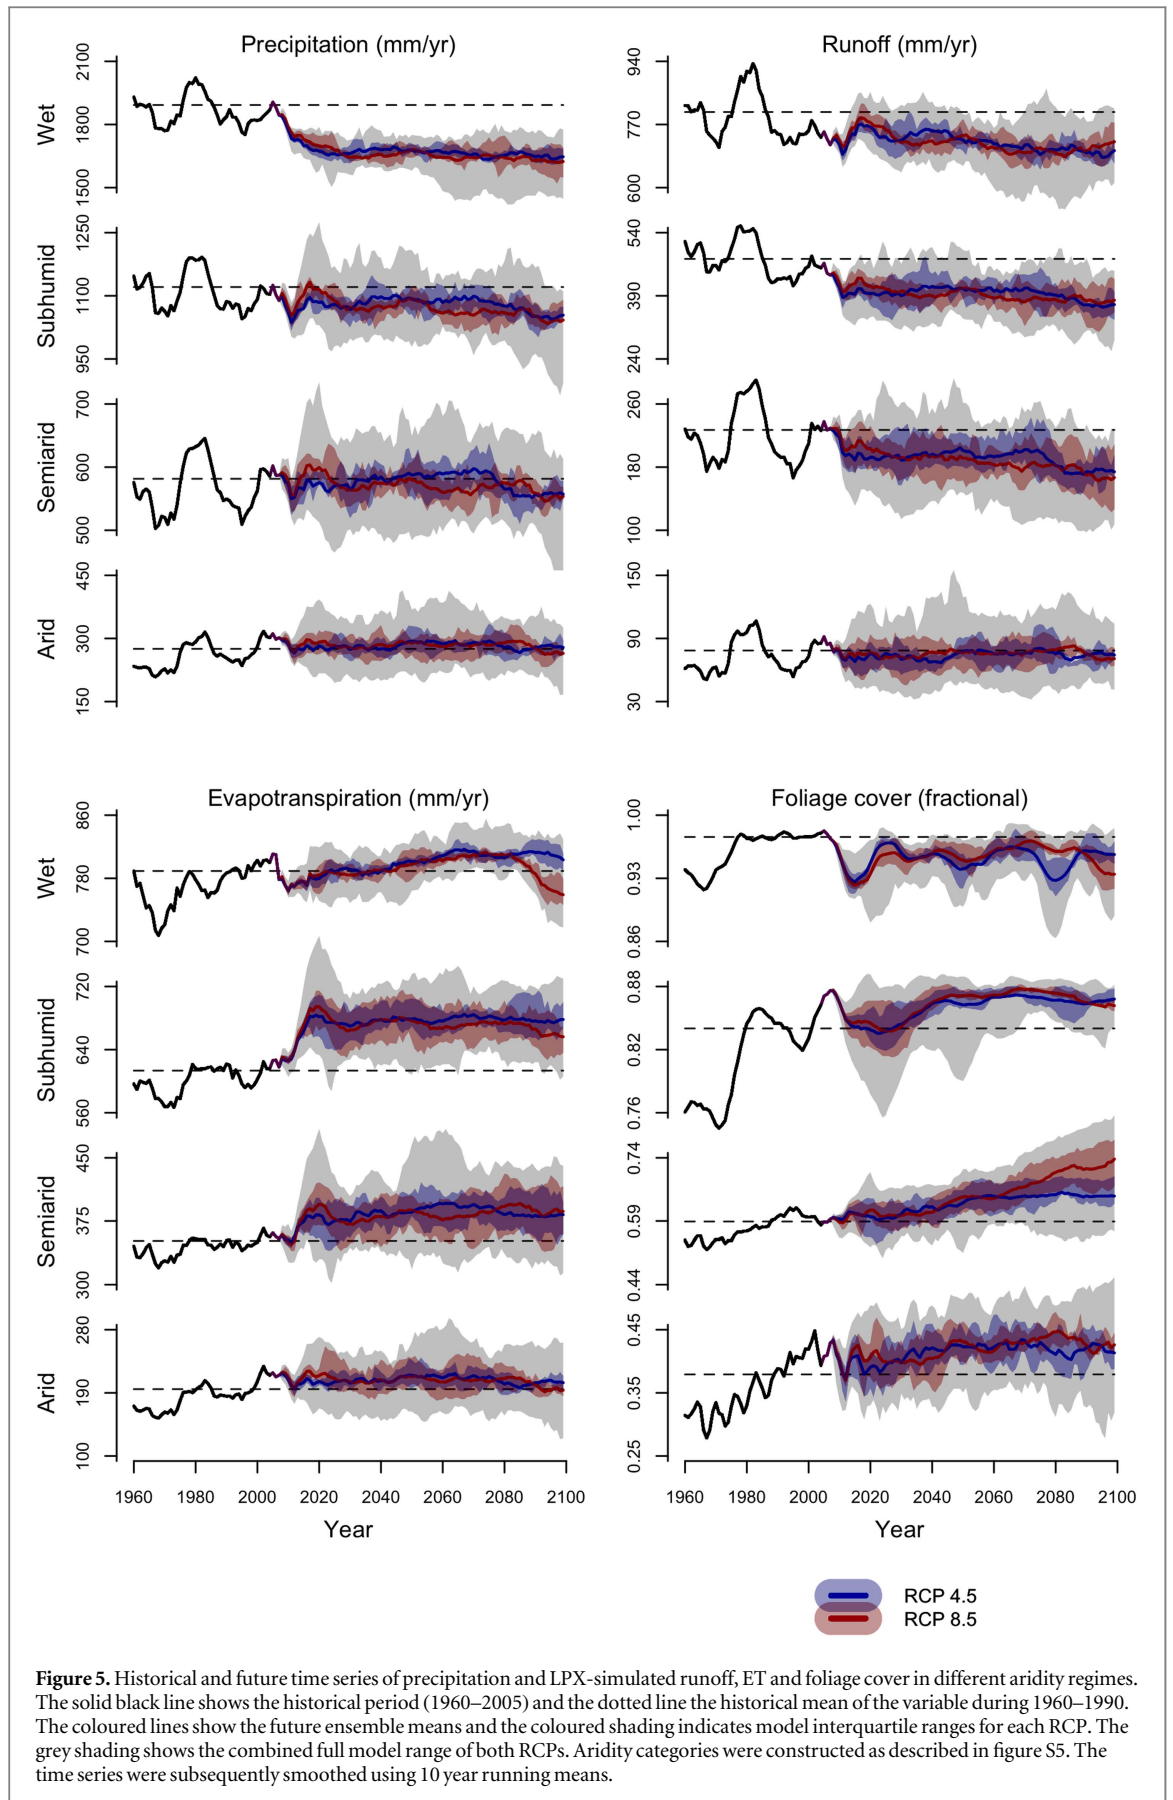 Precipitation (mm/yr)
Wet
2100
1800
1500
Subhumid
1250
1100
950
Semiarid
700
600
500
Arid
450
300
150
Runoff (mm/yr)
940
770
600
540
390
240
260
180
100
150
90
30
Evapotranspiration (mm/yr)
Wet
860
780
700
Subhumid
720
640
560
Semiarid
450
375
300
Arid
280
190
100
1960 1980 2000 2020 2040 2060 2080 2100
Year
Foliage cover (fractional)
1.00
0.93
0.86
0.88
0.82
0.76
0.74
0.59
0.44
0.45
0.35
0.25
1960 1980 2000 2020 2040 2060 2080 2100
Year
RCP 4.5
RCP 8.5
Figure 5. Historical and future time series of precipitation and LPX-simulated runoff, ET and foliage cover in different aridity regimes.
The solid black line shows the historical period (1960–2005) and the dotted line the historical mean of the variable during 1960–1990.
The coloured lines show the future ensemble means and the coloured shading indicates model interquartile ranges for each RCP. The
grey shading shows the combined full model range of both RCPs. Aridity categories were constructed as described in figure S5. The
time series were subsequently smoothed using 10 year running means.